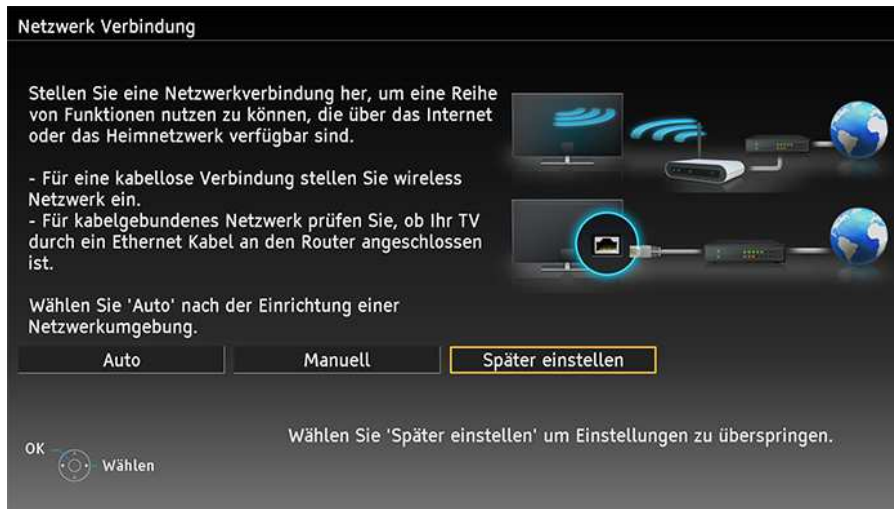 Netzwerk Verbindung
Stellen Sie eine Netzwerkverbindung her, um eine Reihe
von Funktionen nutzen zu können, die über das Internet
oder das Heimnetzwerk verfügbar sind.
- Für eine kabellose Verbindung stellen Sie wireless
Netzwerk ein.
- Für kabelgebundenes Netzwerk prüfen Sie, ob Ihr TV
durch ein Ethernet Kabel an den Router angeschlossen
ist.
Wählen Sie 'Auto' nach der Einrichtung einer
Netzwerkumgebung.
Auto
Manuell
Später einstellen
Wählen Sie 'Später einstellen' um Einstellungen zu überspringen.
OK
Wählen